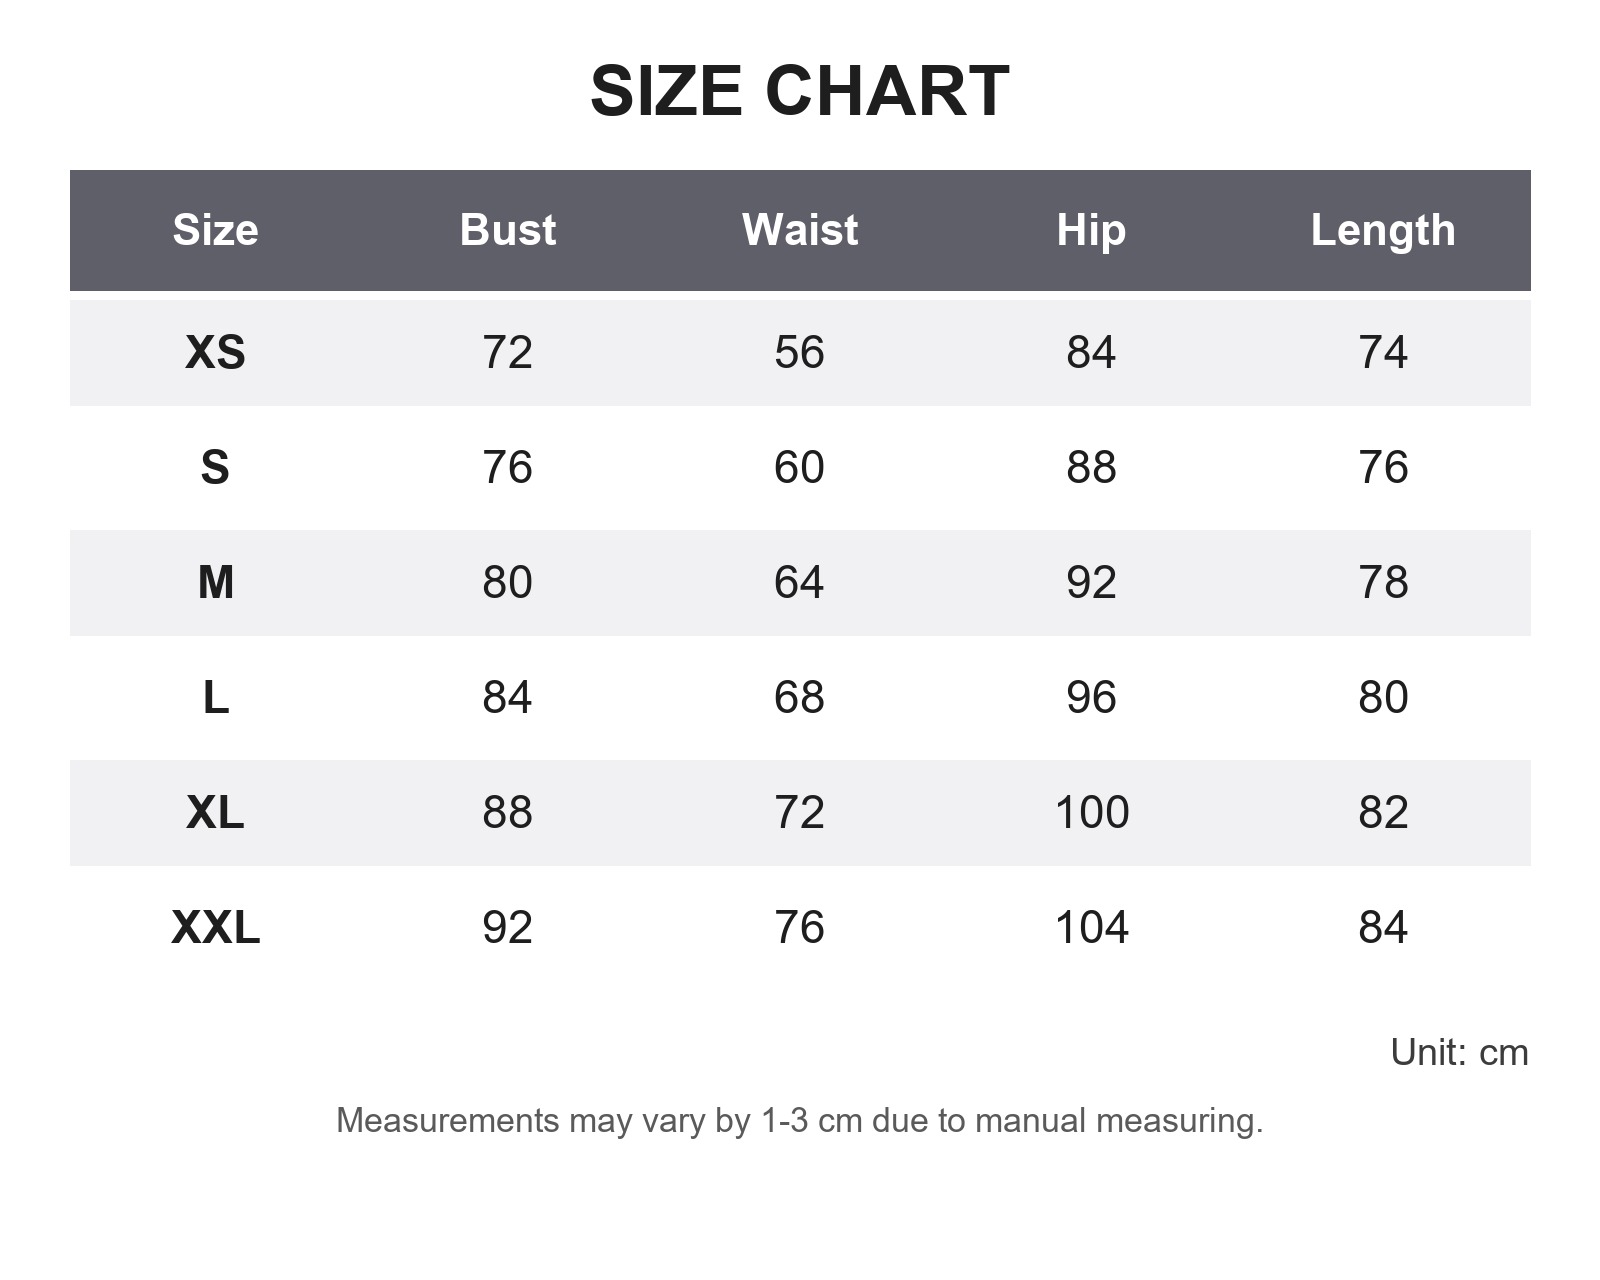 SIZE CHART
Size Bust Waist Hip Length
XS 72 56 84 74
S 76 60 88 76
M 80 64 92 78
L 84 68 96 80
XL 88 72 100 82
XXL 92 76 104 84
Unit: cm
Measurements may vary by 1-3 cm due to manual measuring.